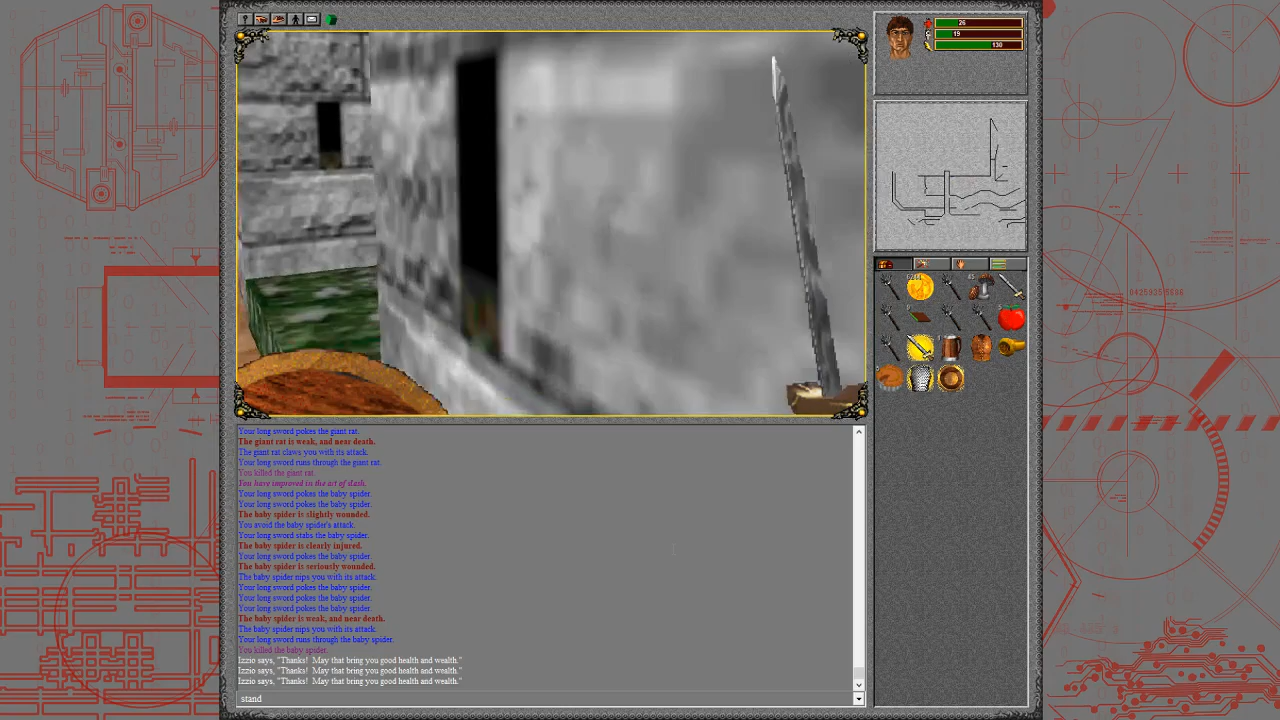 26
19
130
Your long sword pokes the giant rat.
The giant rat is weak, and near death.
The giant rat claws you with its attack.
Your long sword runs through the giant rat.
You killed the giant rat.
You have improved in the art of slash.
Your long sword pokes the baby spider.
Your long sword pokes the baby spider.
The baby spider is slightly wounded.
You avoid the baby spider's attack.
Your long sword stabs the baby spider.
The baby spider is clearly injured.
Your long sword pokes the baby spider.
The baby spider is seriously wounded.
The baby spider nips you with its attack.
Your long sword pokes the baby spider.
Your long sword pokes the baby spider.
Your long sword pokes the baby spider.
The baby spider is weak, and near death.
The baby spider nips you with its attack.
Your long sword runs through the baby spider.
You killed the baby spider.
Izzio says, "Thanks!  May that bring you good health and wealth."
Izzio says, "Thanks!  May that bring you good health and wealth."
Izzio says, "Thanks!  May that bring you good health and wealth."
stand